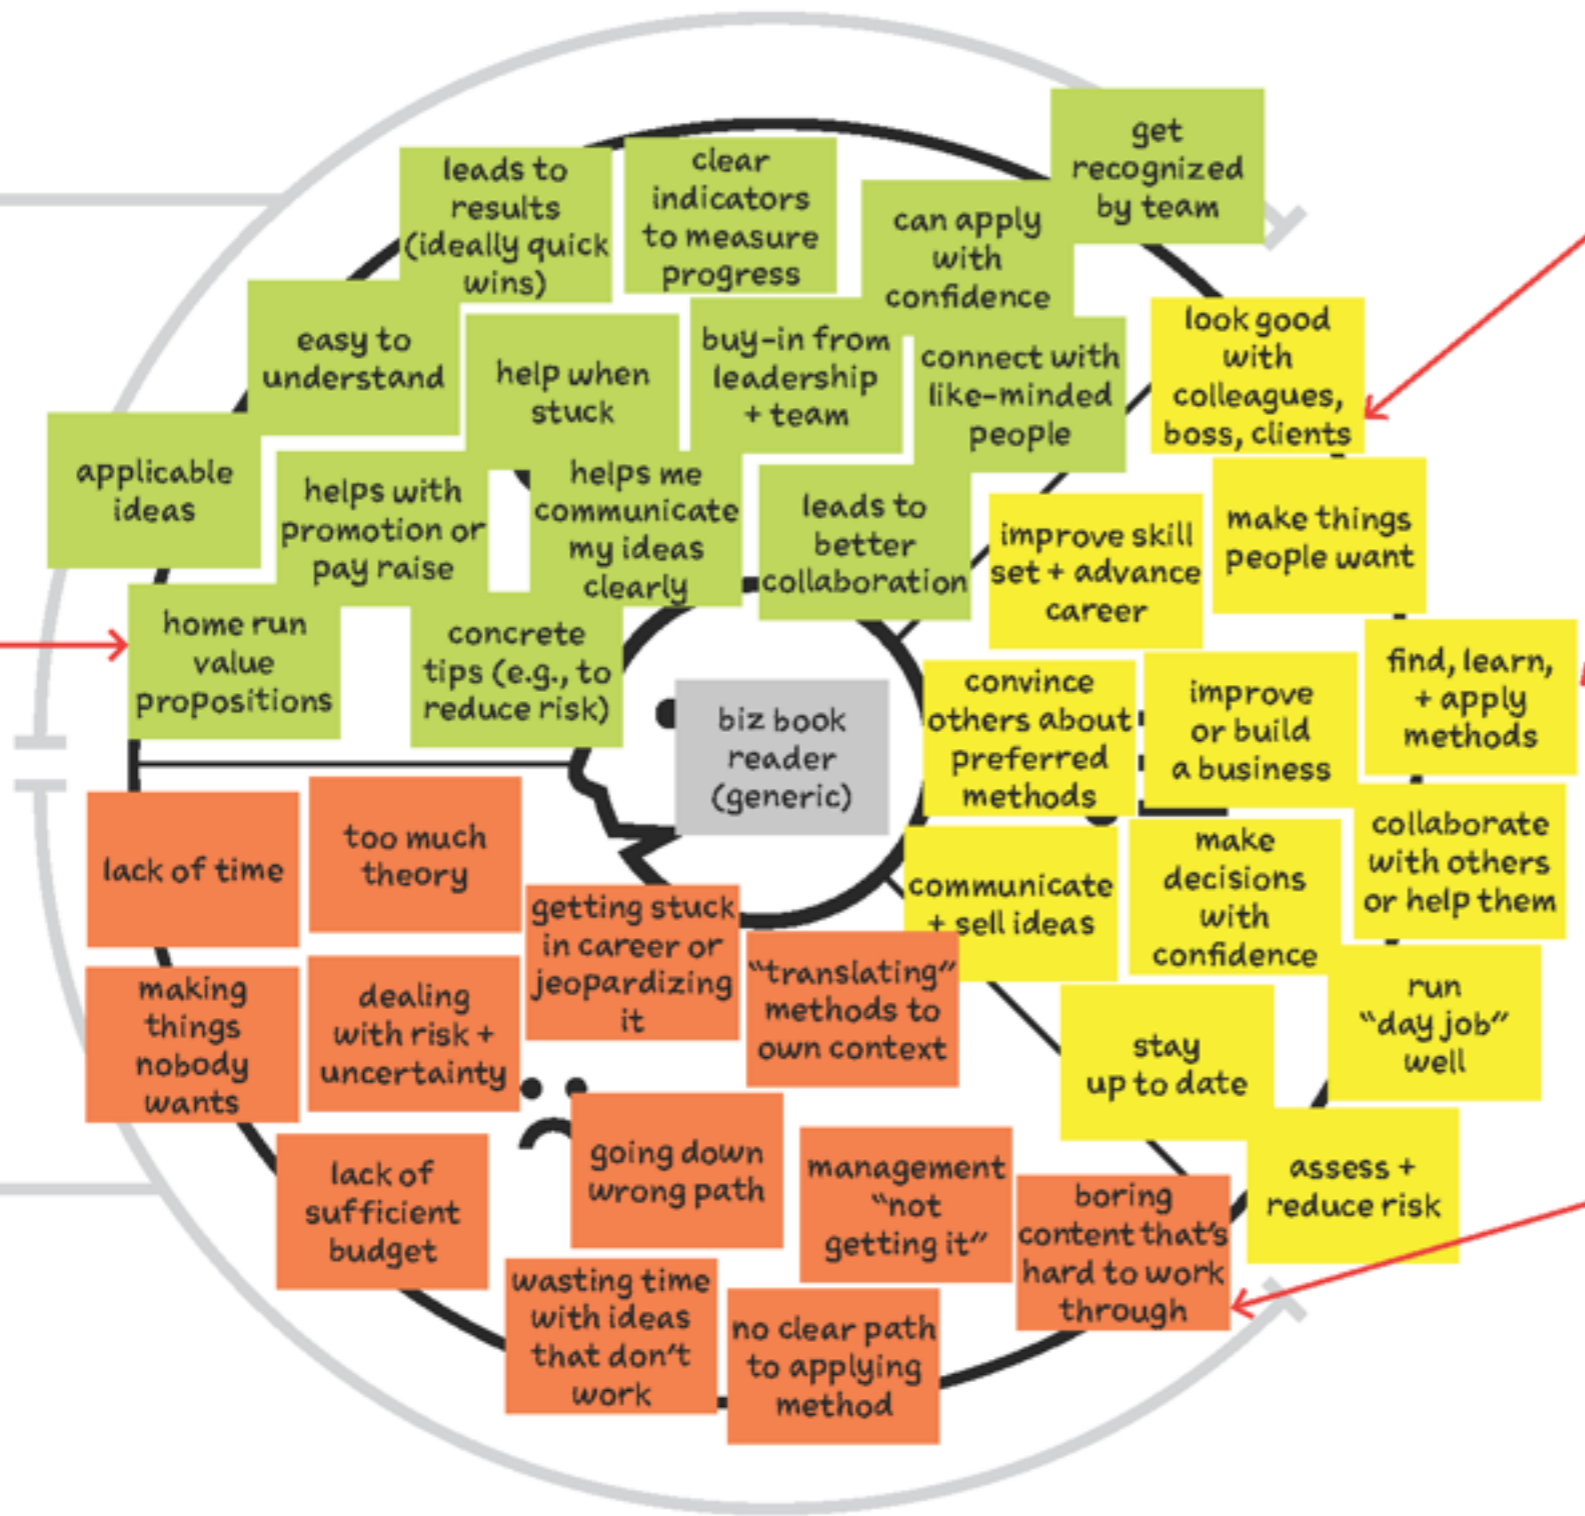 get
recognized
by team
leads to
results
(ideally quick
wins)
clear
indicators
to measure
progress
can apply
with
confidence
easy to
understand
help when
stuck
buy-in from
leadership
+ team
connect with
like-minded
people
applicable
ideas
helps with
promotion or
pay raise
helps me
communicate
my ideas
clearly
leads to
better
collaboration
home run
value
propositions
concrete
tips (e.g., to
reduce risk)
biz book
reader
(generic)
look good
with
colleagues,
boss, clients
improve skill
set + advance
career
make things
people want
convince
others about
preferred
methods
improve
or build
a business
find, learn,
+ apply
methods
communicate
+ sell ideas
make
decisions
with
confidence
collaborate
with others
or help them
stay
up to date
run
“day job”
well
assess +
reduce risk
lack of time
too much
theory
getting stuck
in career or
jeopardizing
it
“translating”
methods to
own context
making
things
nobody
wants
dealing
with risk +
uncertainty
lack of
sufficient
budget
going down
wrong path
management
“not
getting it”
boring
content that’s
hard to work
through
wasting time
with ideas
that don’t
work
no clear path
to applying
method